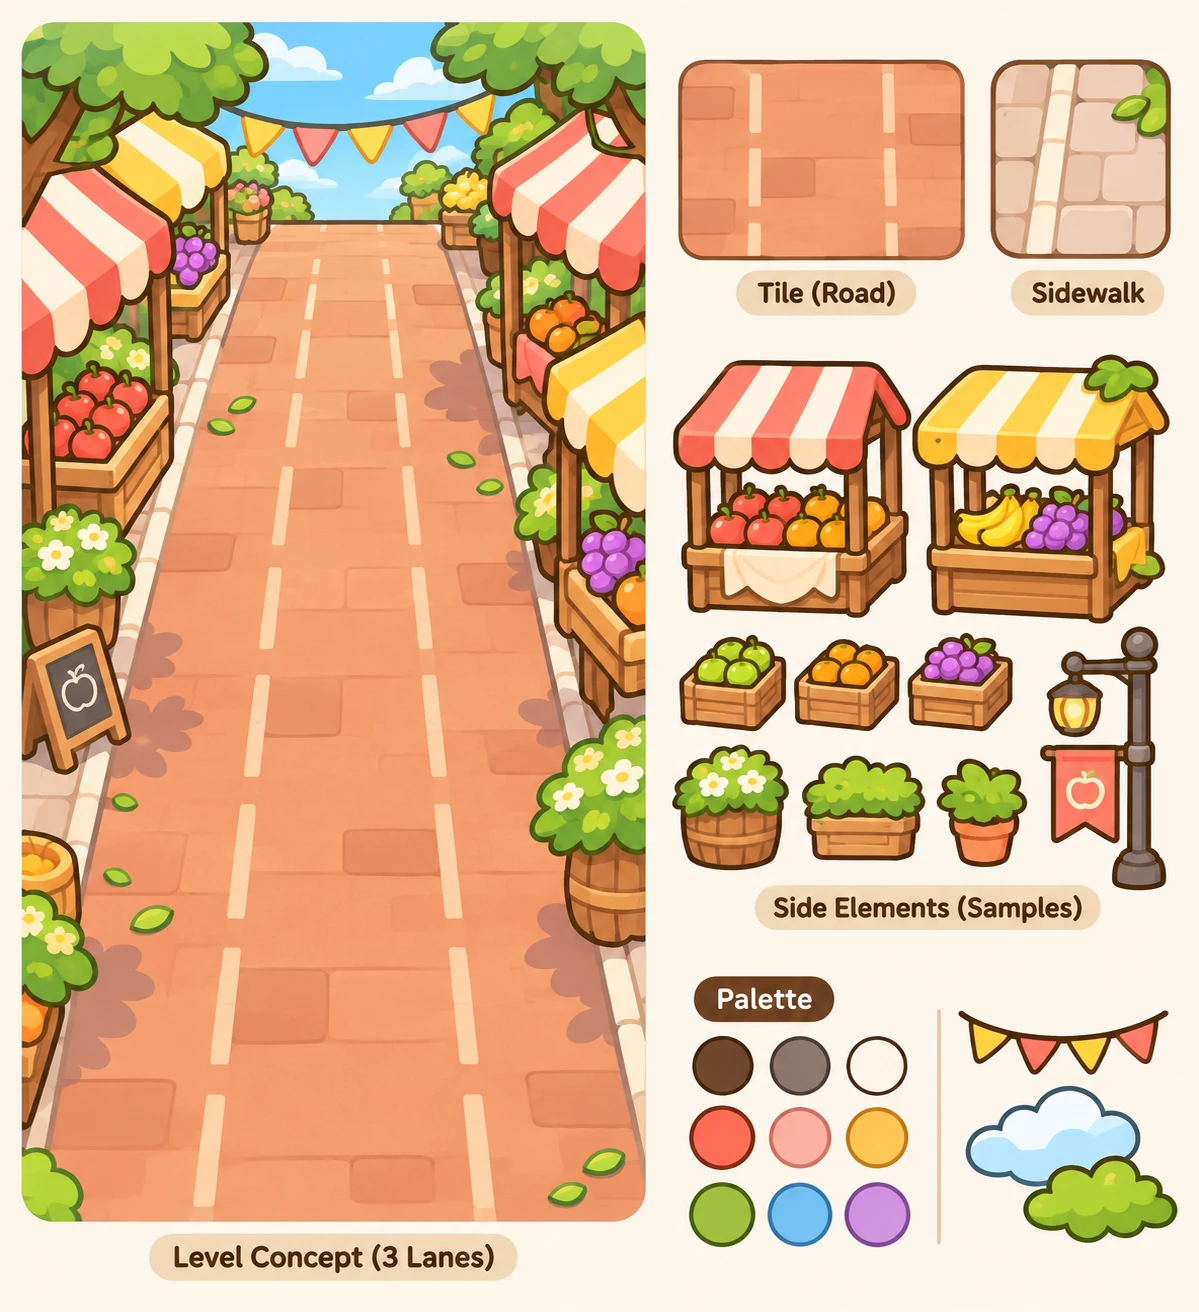 Tile (Road)
Sidewalk
Side Elements (Samples)
Palette
Level Concept (3 Lanes)